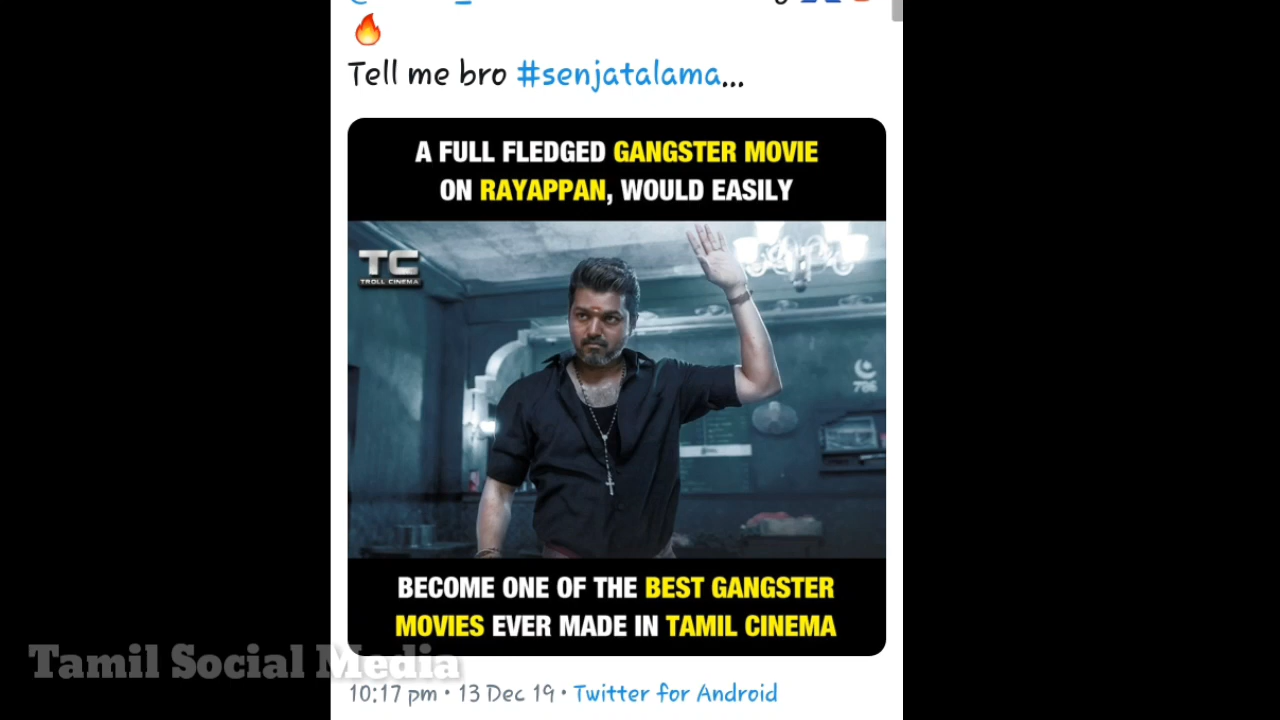 Tell me bro #senjatalama...
A FULL FLEDGED GANGSTER MOVIE
ON RAYAPPAN, WOULD EASILY
TC
TROLL CINEMA
786
BECOME ONE OF THE BEST GANGSTER
MOVIES EVER MADE IN TAMIL CINEMA
Tamil Social Media
10:17 pm · 13 Dec 19 · Twitter for Android